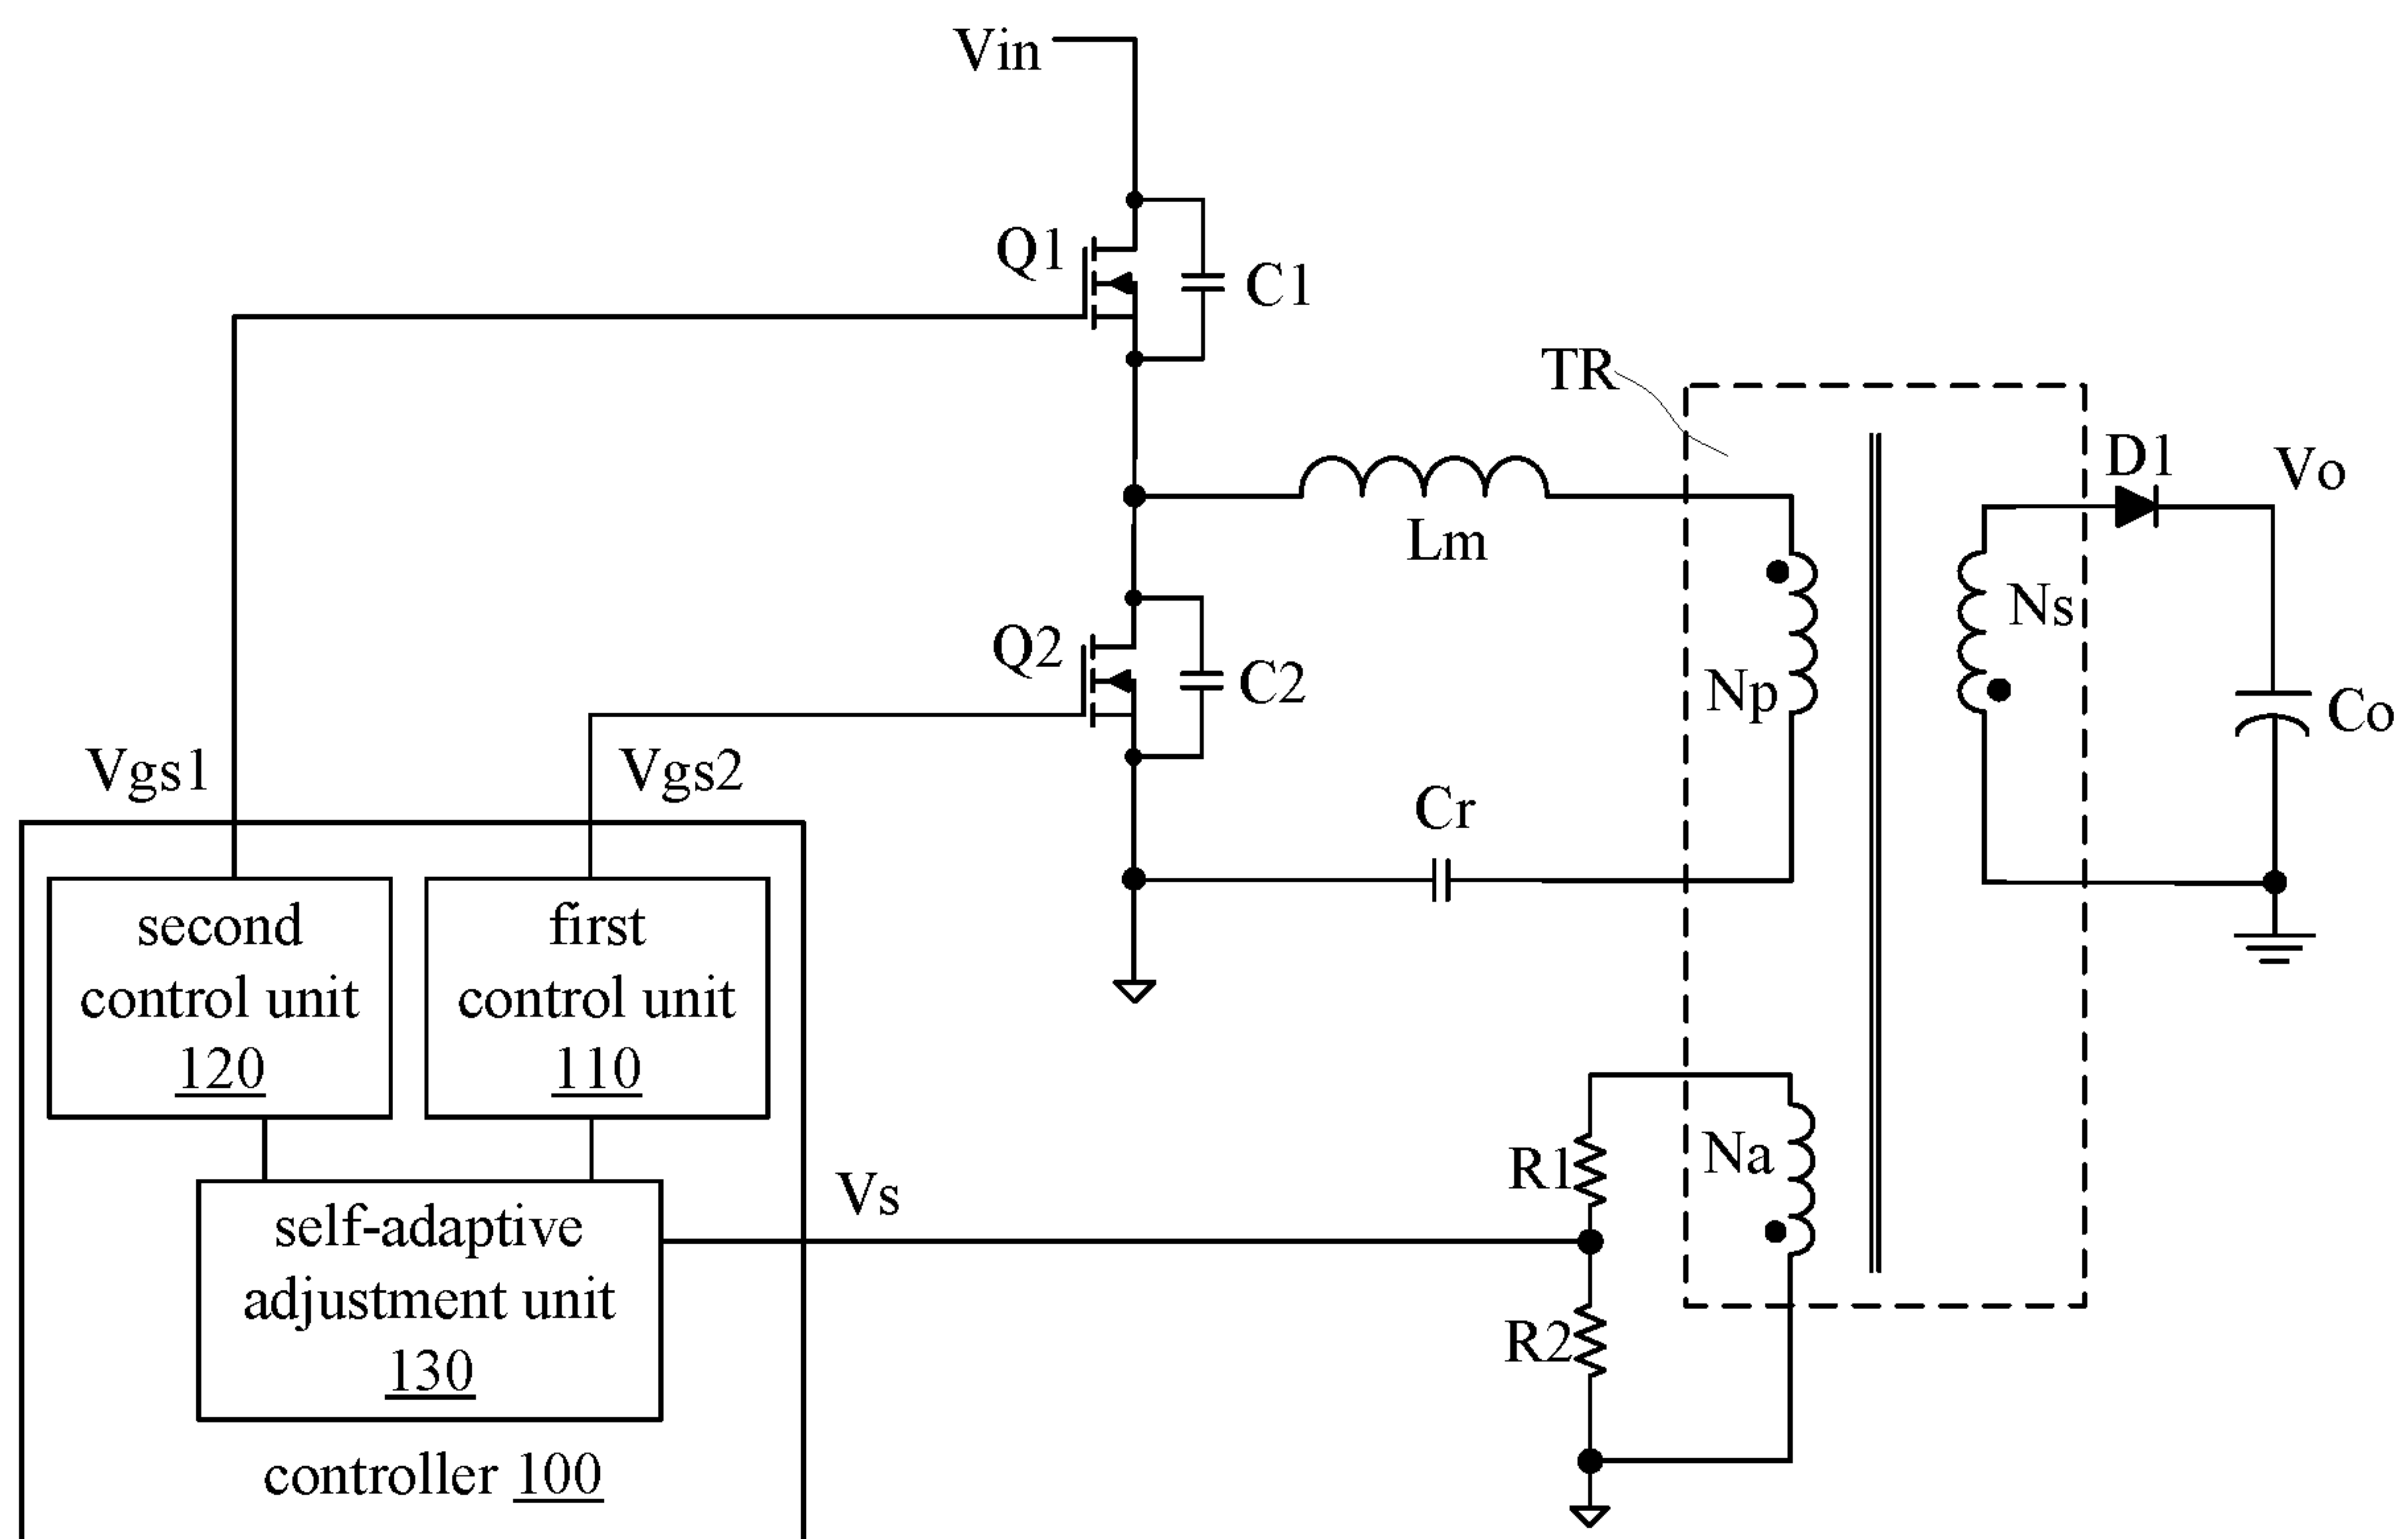 Vin
Q1
C1
TR
D1
Vo
Lm
Ns
Q2
C2
Np
Co
Vgs1
Vgs2
Cr
second
control unit
120
first
control unit
110
R1
Na
Vs
self-adaptive
adjustment unit
130
R2
controller 100